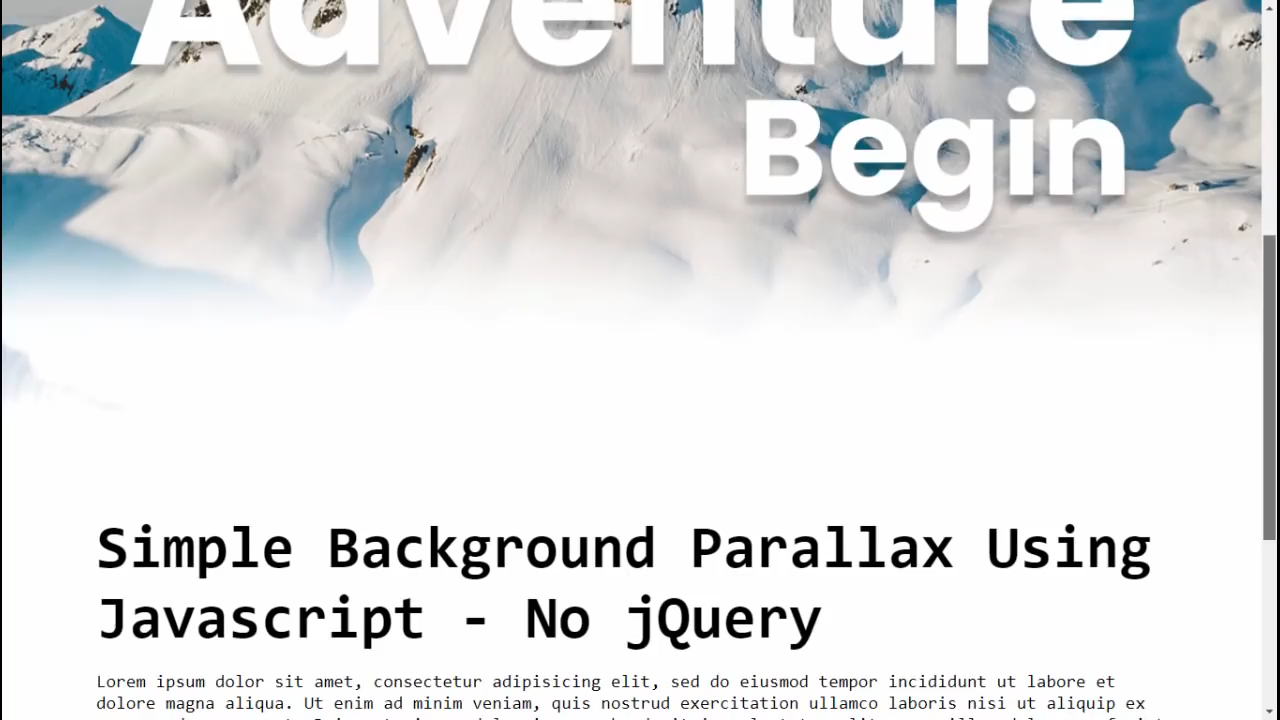 Adventure
Begin
Simple Background Parallax Using
Javascript - No jQuery
Lorem ipsum dolor sit amet, consectetur adipisicing elit, sed do eiusmod tempor incididunt ut labore et
dolore magna aliqua. Ut enim ad minim veniam, quis nostrud exercitation ullamco laboris nisi ut aliquip ex